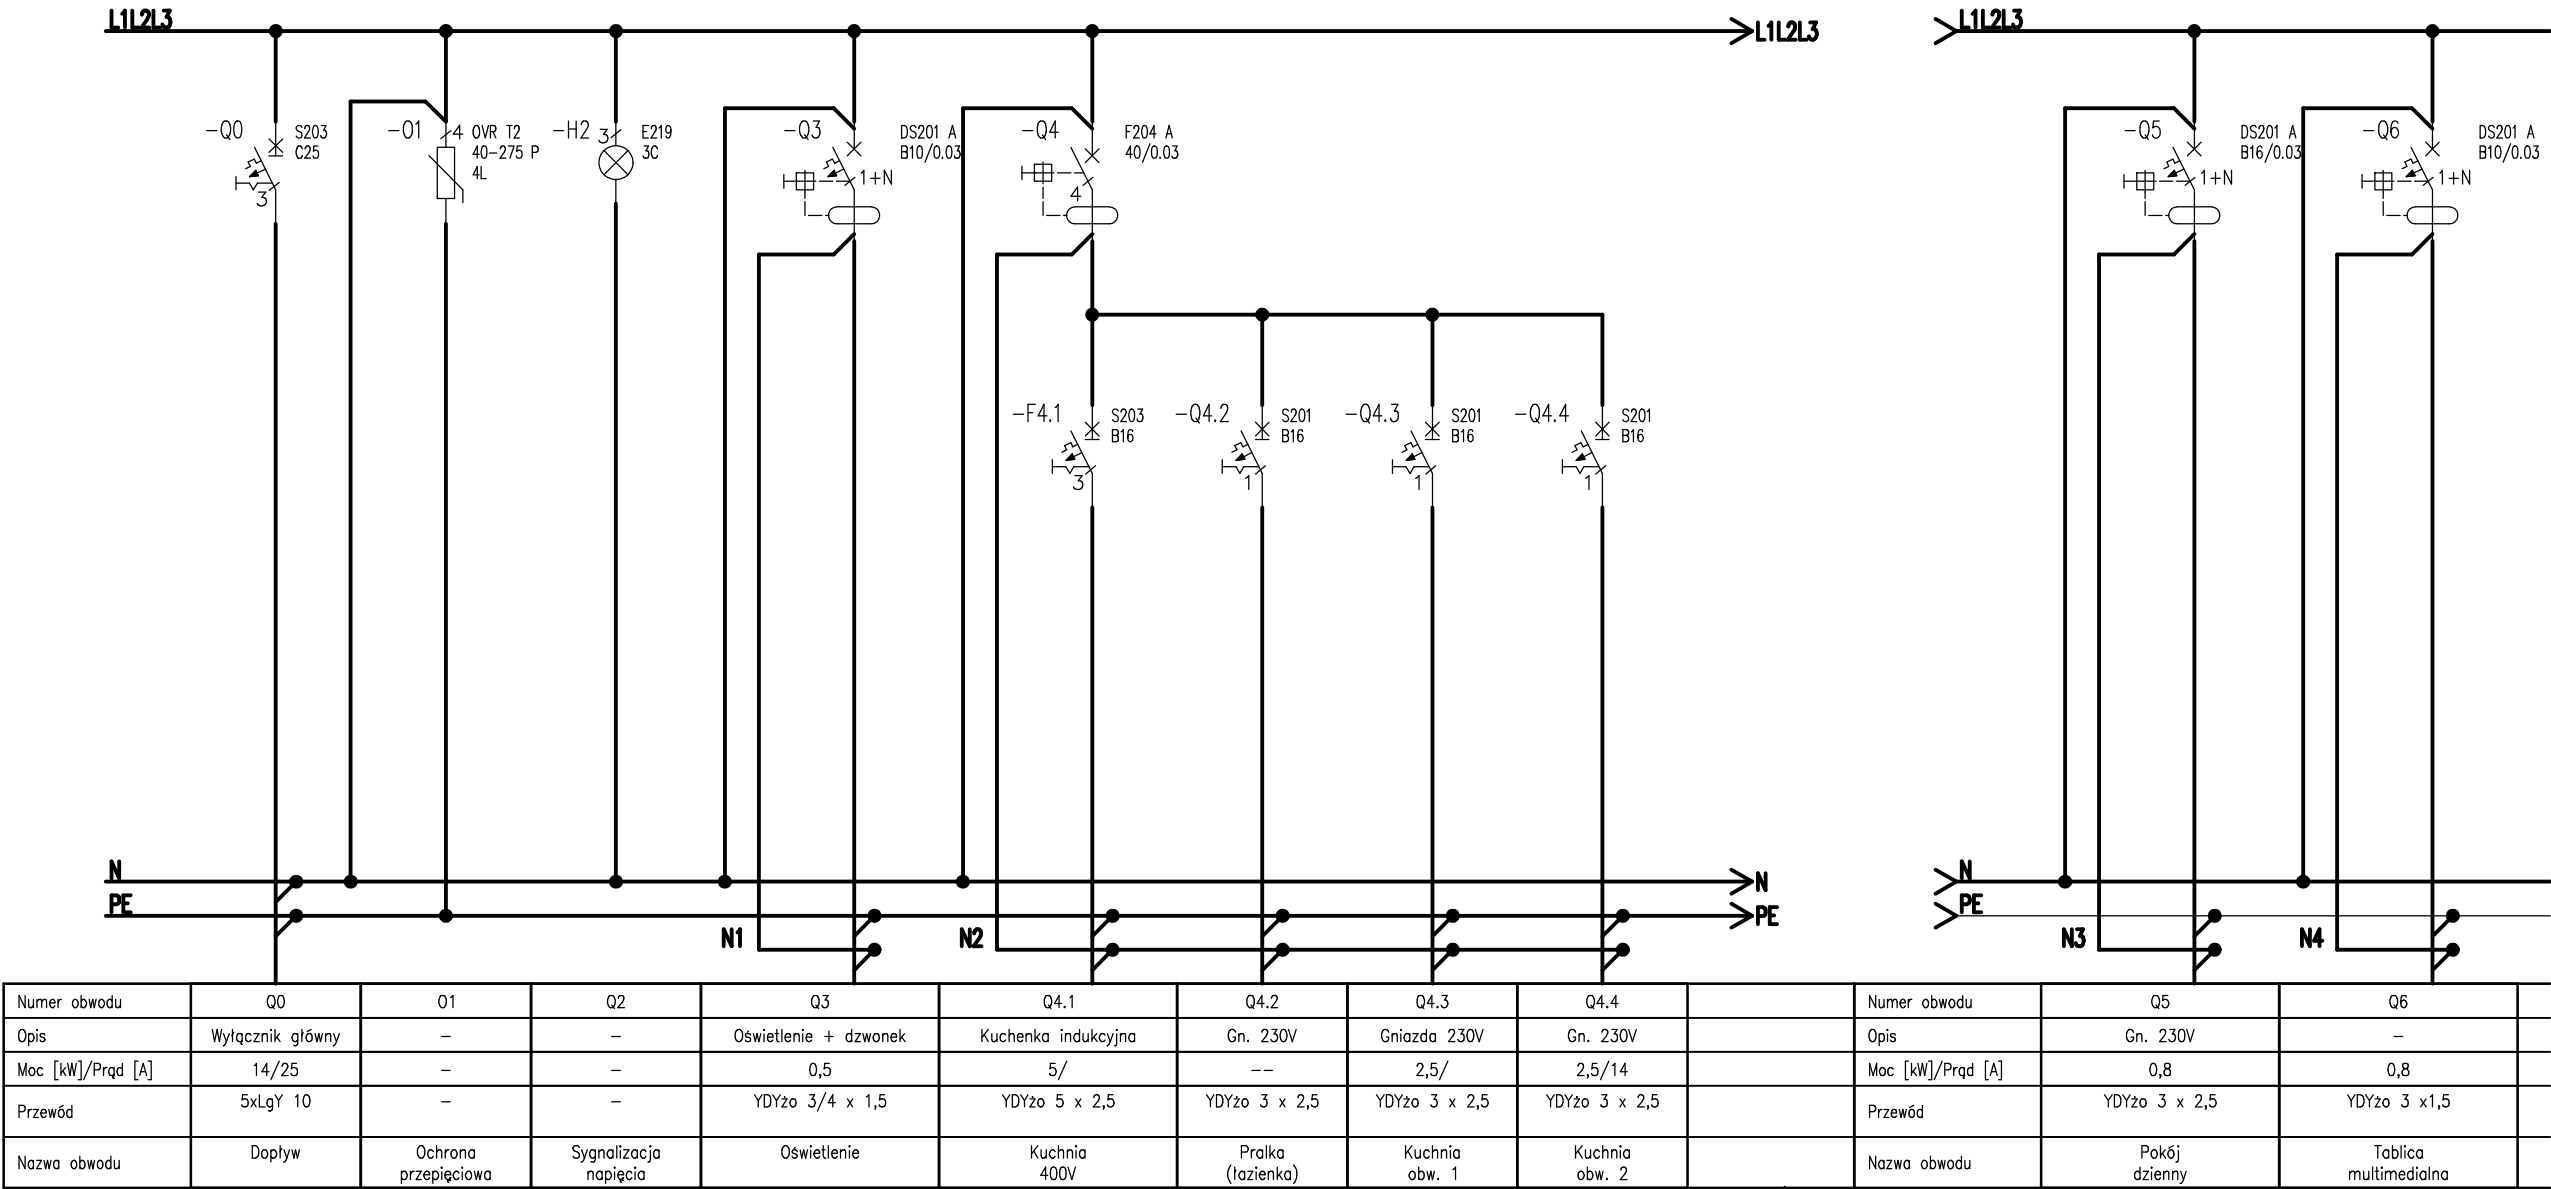 L1L2L3
L1L2L3
L1L2L3
-Q0
S203
C25
3
-O1
4
OVR T2
40-275 P
4L
-H2
3
E219
3C
-Q3
DS201 A
B10/0.03
1+N
-Q4
F204 A
40/0.03
4
-Q5
DS201 A
B16/0.03
1+N
-Q6
DS201 A
B10/0.03
1+N
-F4.1
S203
B16
3
-Q4.2
S201
B16
1
-Q4.3
S201
B16
1
-Q4.4
S201
B16
1
N
N
N
PE
PE
PE
N1
N2
N3
N4
Numer obwodu Q0 O1 Q2 Q3 Q4.1 Q4.2 Q4.3 Q4.4 Numer obwodu Q5 Q6
Opis Wyłącznik główny - - Oświetlenie + dzwonek Kuchenka indukcyjna Gn. 230V Gniazda 230V Gn. 230V Opis Gn. 230V -
Moc [kW]/Prąd [A] 14/25 - - 0,5 5/ -- 2,5/ 2,5/14 Moc [kW]/Prąd [A] 0,8 0,8
Przewód 5xLgY 10 - - YDYżo 3/4 x 1,5 YDYżo 5 x 2,5 YDYżo 3 x 2,5 YDYżo 3 x 2,5 YDYżo 3 x 2,5 Przewód YDYżo 3 x 2,5 YDYżo 3 x1,5
Nazwa obwodu Dopływ Ochrona przepięciowa Sygnalizacja napięcia Oświetlenie Kuchnia 400V Pralka (łazienka) Kuchnia obw. 1 Kuchnia obw. 2 Nazwa obwodu Pokój dzienny Tablica multimedialna